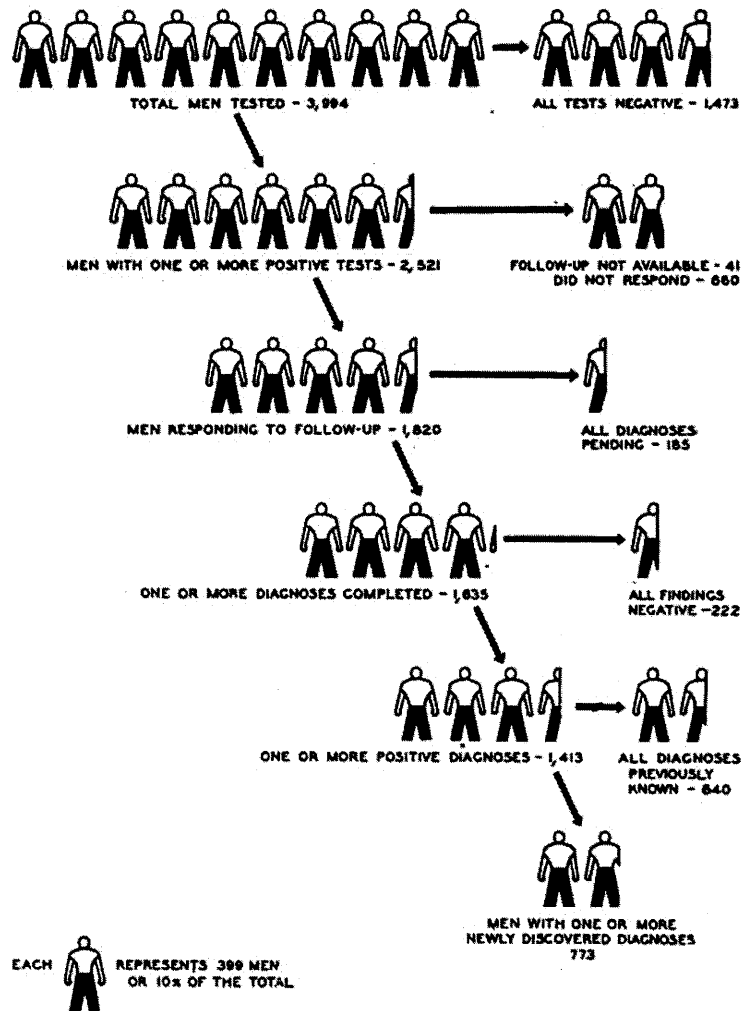 TOTAL MEN TESTED - 3,994
ALL TESTS NEGATIVE - 1,473
MEN WITH ONE OR MORE POSITIVE TESTS - 2,521
FOLLOW-UP NOT AVAILABLE - 41
DID NOT RESPOND - 660
MEN RESPONDING TO FOLLOW-UP - 1,820
ALL DIAGNOSES
PENDING - 185
ONE OR MORE DIAGNOSES COMPLETED - 1,635
ALL FINDINGS
NEGATIVE -222
ONE OR MORE POSITIVE DIAGNOSES - 1,413
ALL DIAGNOSES
PREVIOUSLY
KNOWN - 640
MEN WITH ONE OR MORE
NEWLY DISCOVERED DIAGNOSES
773
EACH REPRESENTS 399 MEN
OR 10% OF THE TOTAL